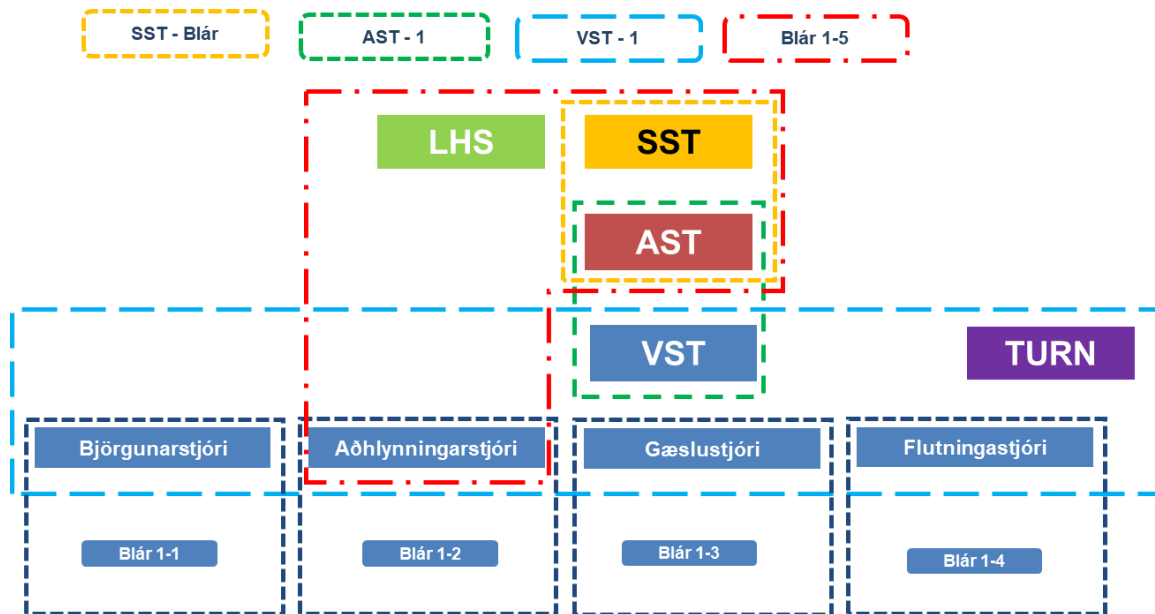 SST - Blár
AST - 1
VST - 1
Blár 1-5
LHS
SST
AST
VST
TURN
Björgunarstjóri
Aðhlynningarstjóri
Gæslustjóri
Flutningastjóri
Blár 1-1
Blár 1-2
Blár 1-3
Blár 1-4